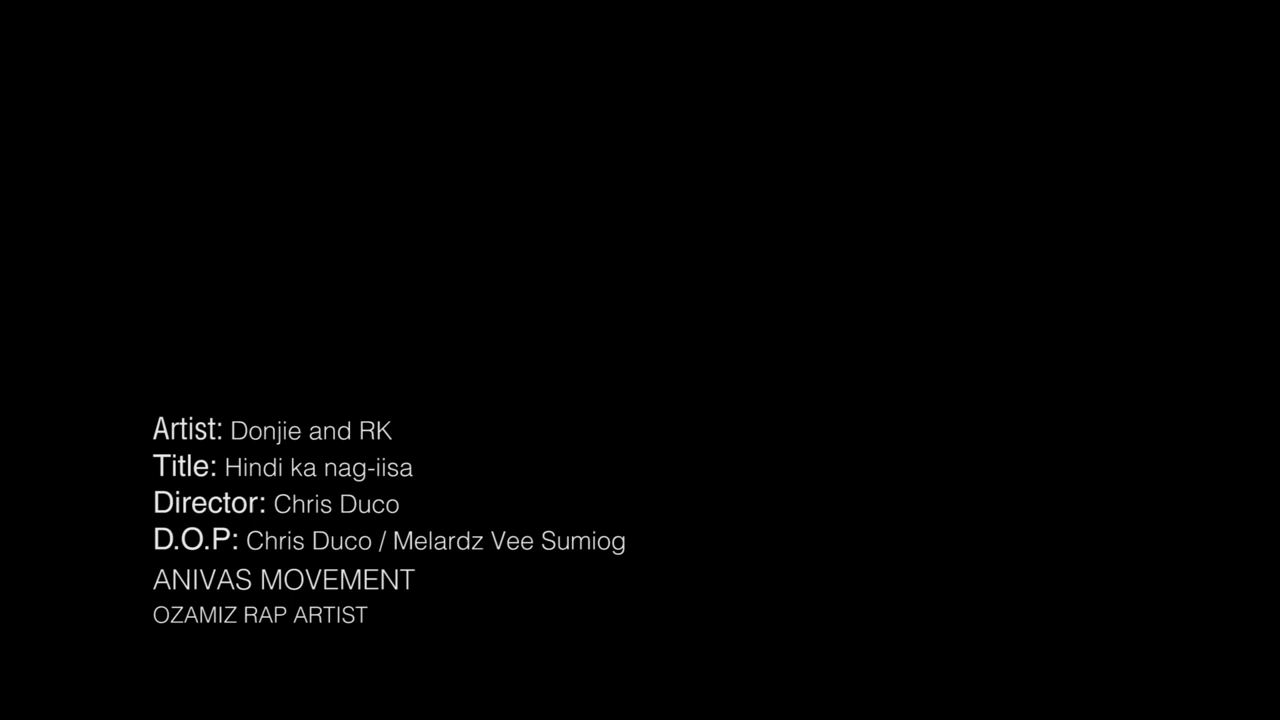 Artist: Donjie and RK
Title: Hindi ka nag-iisa
Director: Chris Duco
D.O.P: Chris Duco / Melardz Vee Sumiog
ANIVAS MOVEMENT
OZAMIZ RAP ARTIST